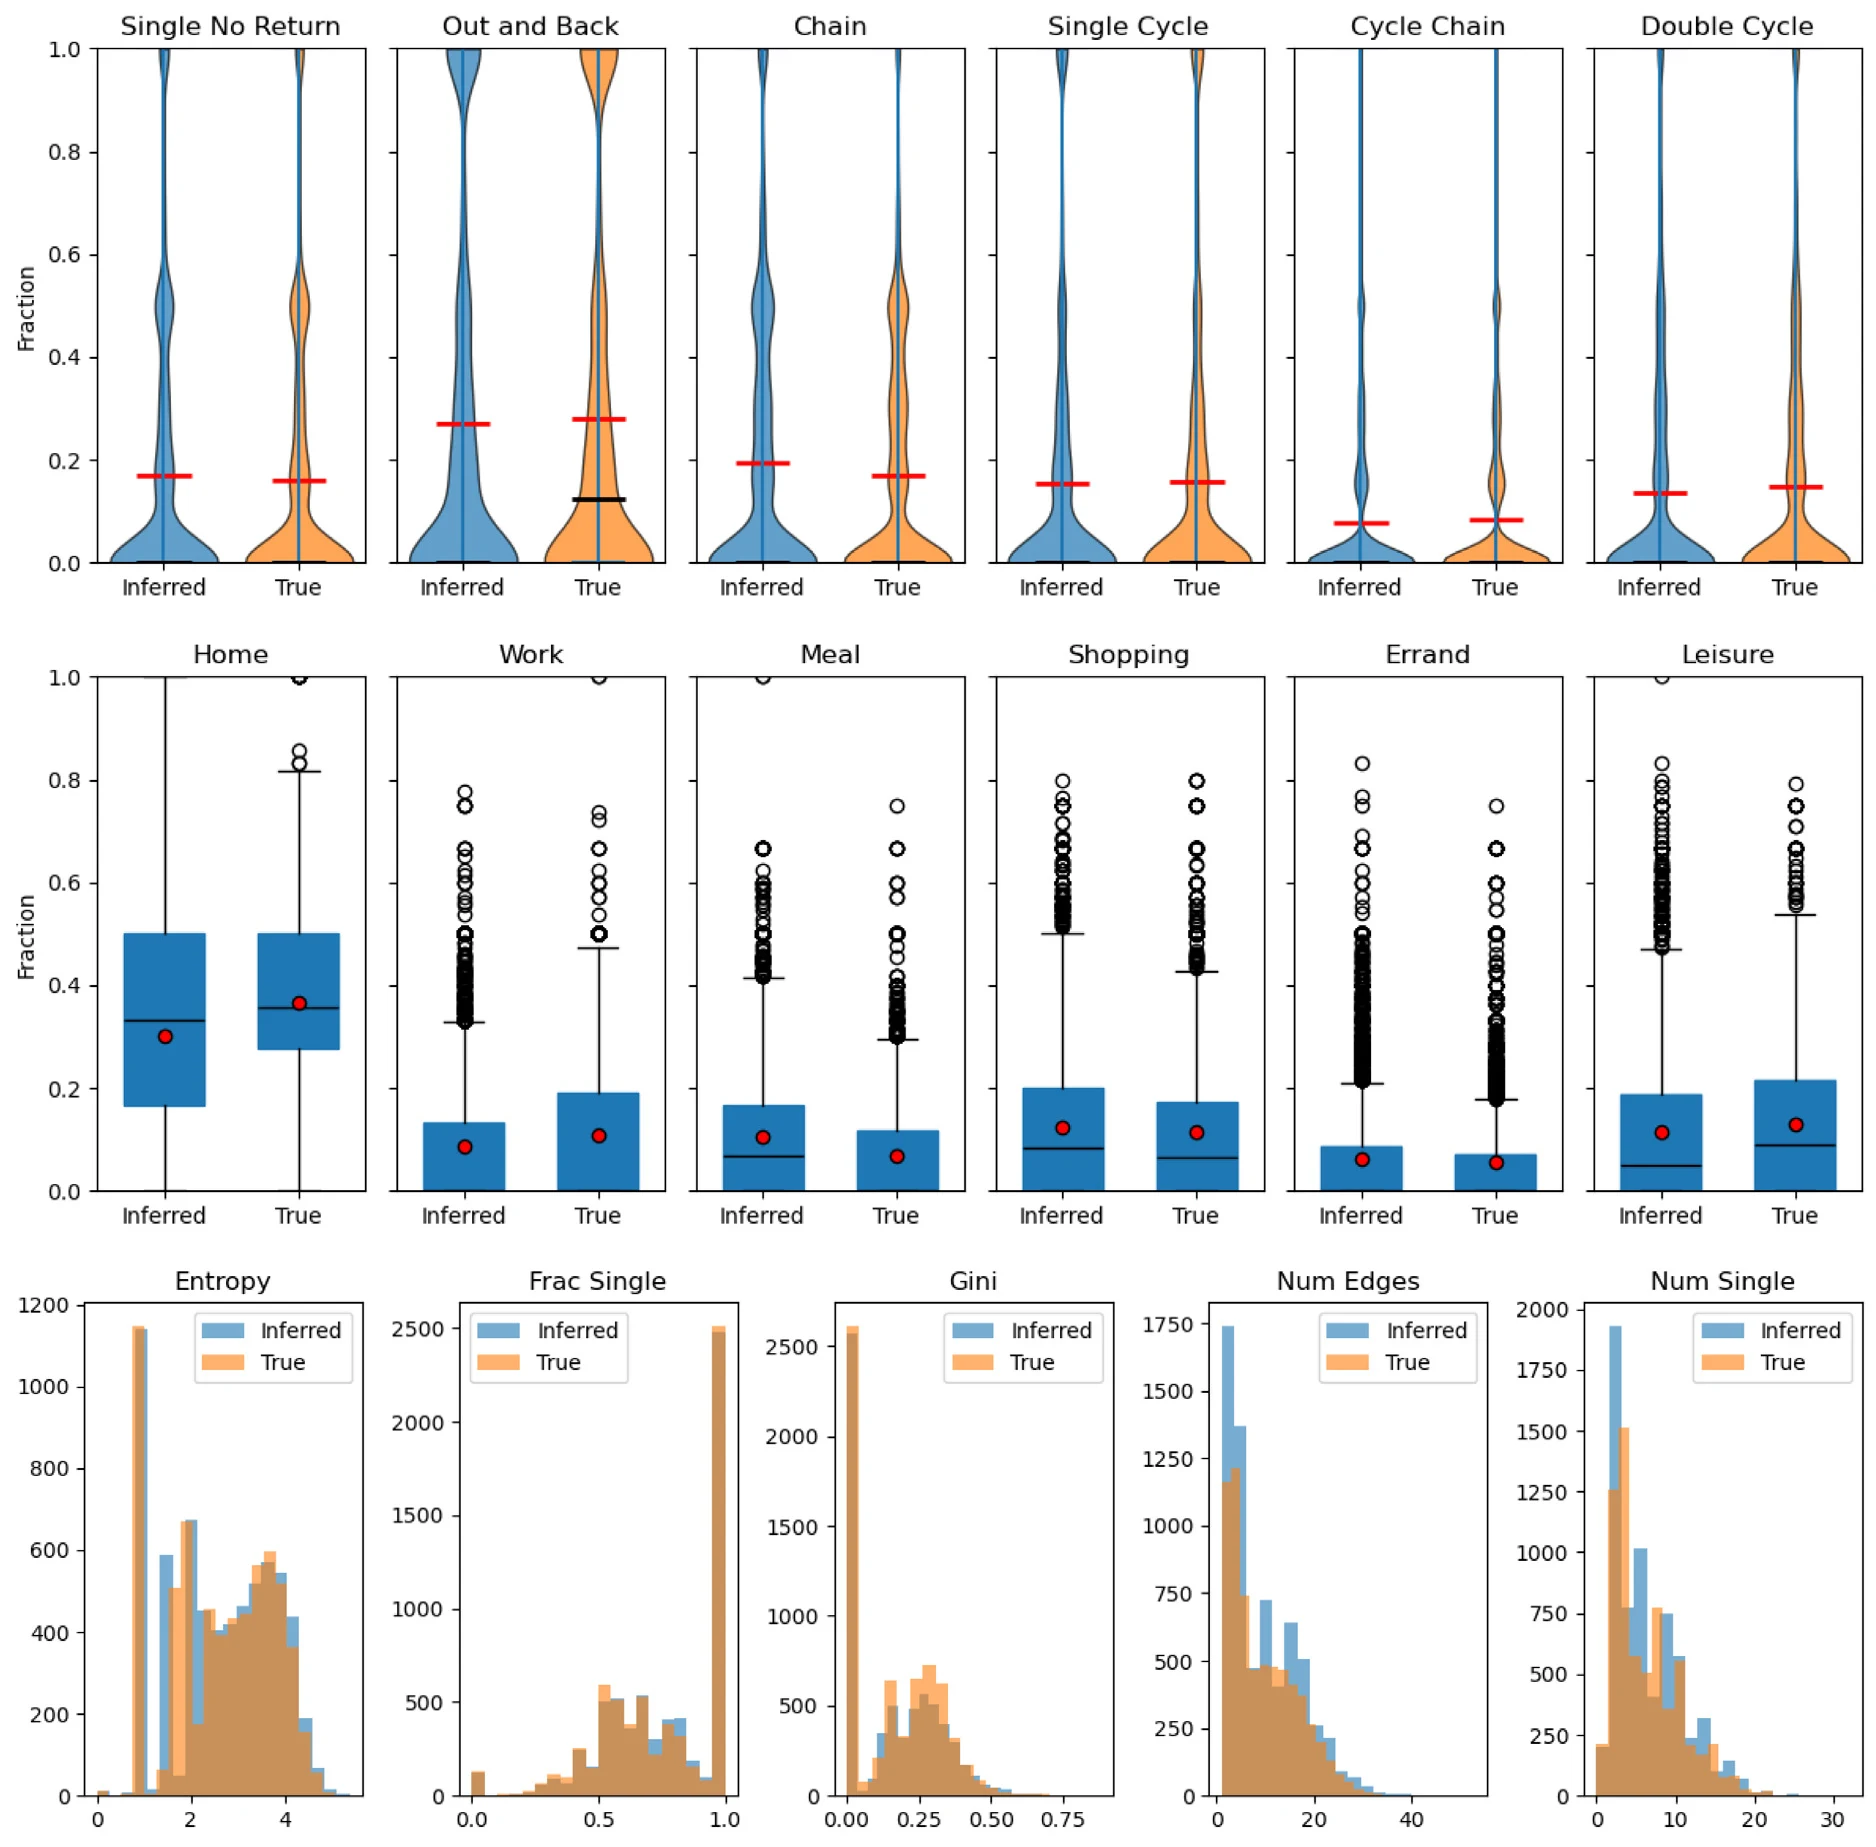 Single No Return Out and Back Chain Single Cycle Cycle Chain Double Cycle
1.0
0.8
0.6
0.4
0.2
0.0
Fraction
Inferred True Inferred True Inferred True Inferred True Inferred True Inferred True
Home Work Meal Shopping Errand Leisure
1.0
0.8
0.6
0.4
0.2
0.0
Fraction
Inferred True Inferred True Inferred True Inferred True Inferred True Inferred True
Entropy
1200
1000
800
600
400
200
0
Inferred
True
0 2 4
Frac Single
2500
2000
1500
1000
500
0
Inferred
True
0.0 0.5 1.0
Gini
2500
2000
1500
1000
500
0
Inferred
True
0.00 0.25 0.50 0.75
Num Edges
1750
1500
1250
1000
750
500
250
0
Inferred
True
0 20 40
Num Single
2000
1750
1500
1250
1000
750
500
250
0
Inferred
True
0 10 20 30